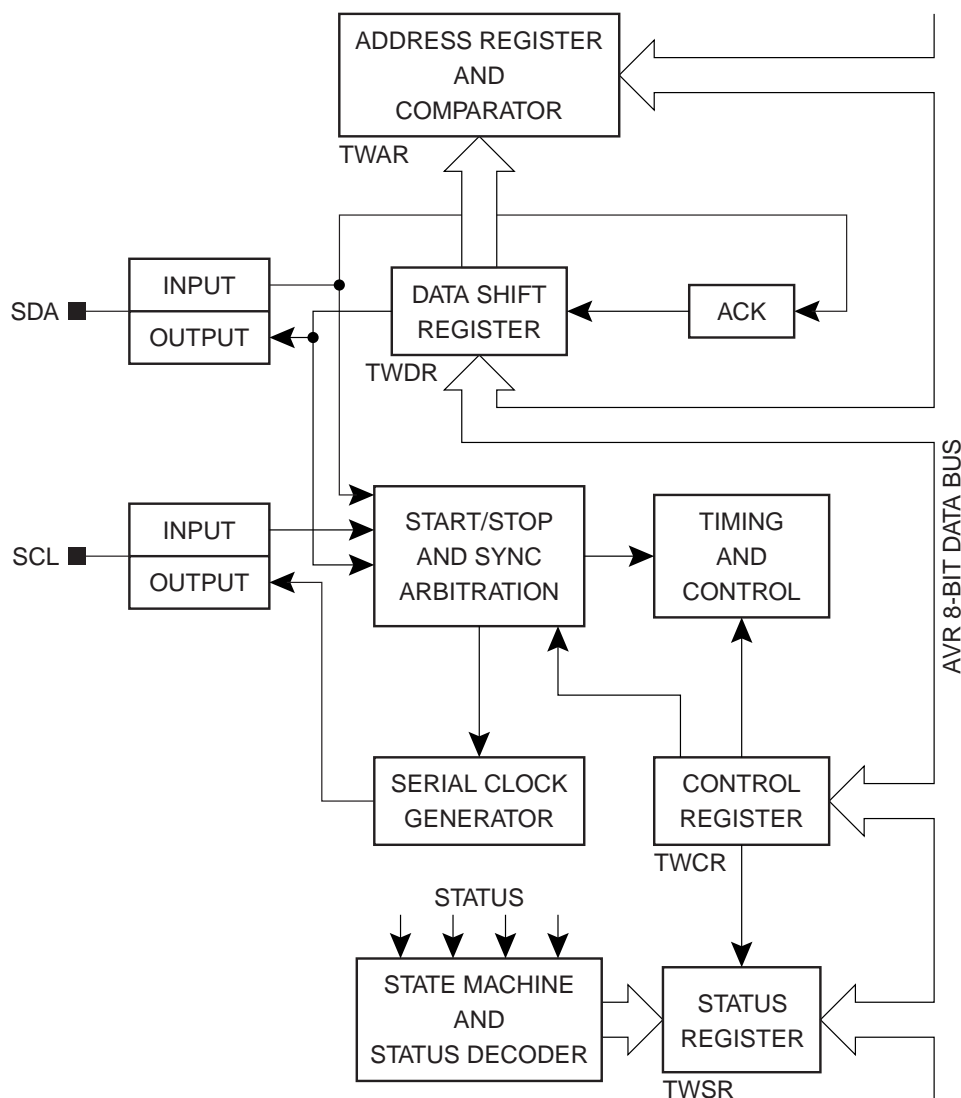 ADDRESS REGISTER
AND
COMPARATOR
TWAR
SDA
INPUT
OUTPUT
DATA SHIFT
REGISTER
TWDR
ACK
SCL
INPUT
OUTPUT
START/STOP
AND SYNC
ARBITRATION
TIMING
AND
CONTROL
AVR 8-BIT DATA BUS
SERIAL CLOCK
GENERATOR
CONTROL
REGISTER
TWCR
STATUS
STATE MACHINE
AND
STATUS DECODER
STATUS
REGISTER
TWSR